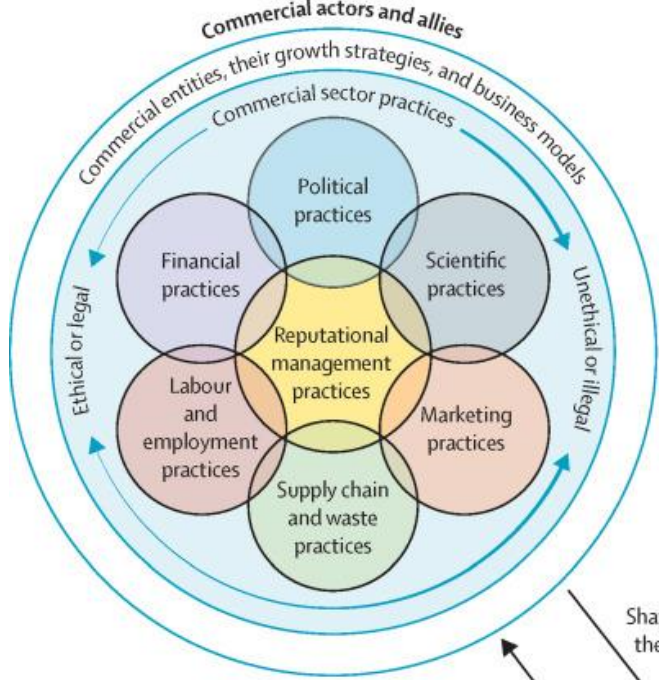 Commercial actors and allies
Commercial entities, their growth strategies, and business models
Commercial sector practices
Political
practices
Financial
practices
Scientific
practices
Ethical or legal
Unethical or illegal
Reputational
management
practices
Labour
and
employment
practices
Marketing
practices
Supply chain
and waste
practices
the